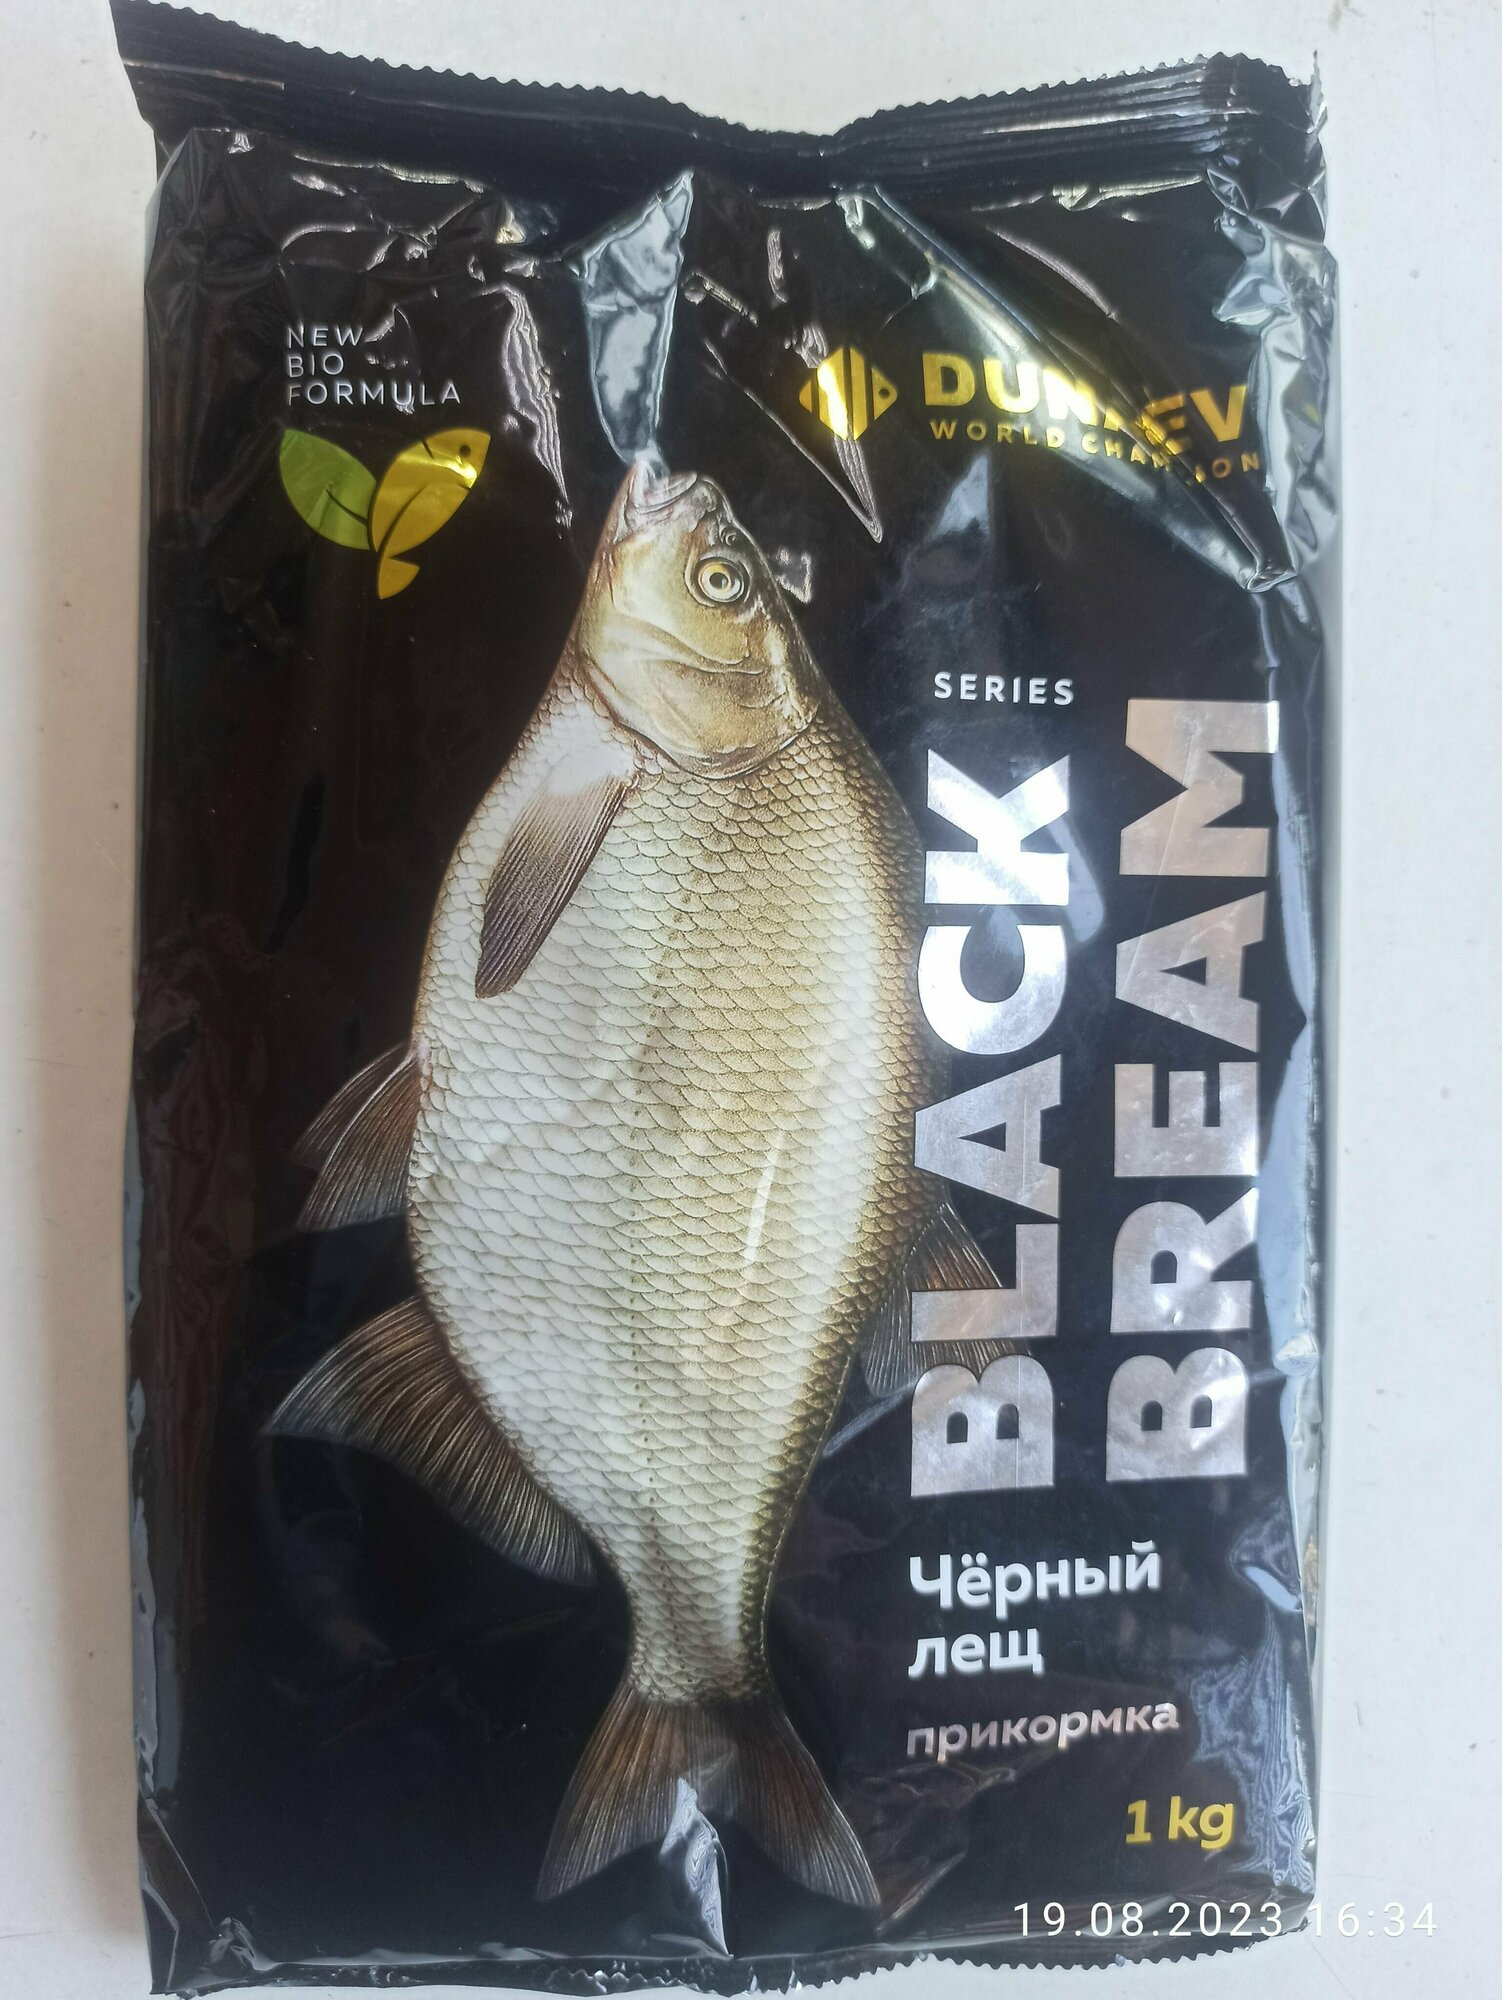 NEW
BIO
FORMULA
DUNAEV
WORLD CHAMPION
SERIES
BLACK
BREAM
Чёрный
лещ
прикормка
1 kg
19.08.2023 16:34